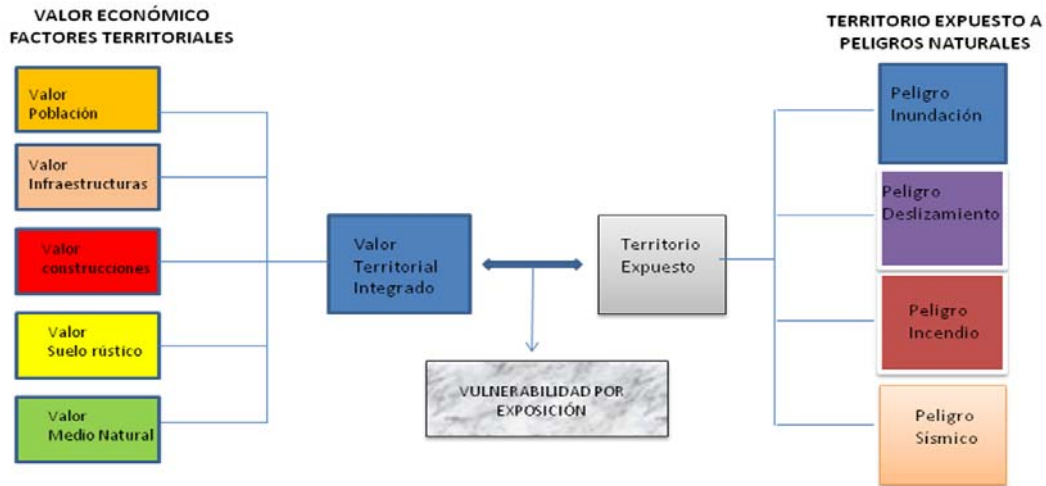 VALOR ECONÓMICO
FACTORES TERRITORIALES
Valor
Población
Valor
Infraestructuras
Valor
construcciones
Valor
Suelo rústico
Valor
Medio Natural
Valor
Territorial
Integrado
VULNERABILIDAD POR
EXPOSICIÓN
Territorio
Expuesto
TERRITORIO EXPUESTO A
PELIGROS NATURALES
Peligro
Inundación
Peligro
Deslizamiento
Peligro
Incendio
Peligro
Sísmico